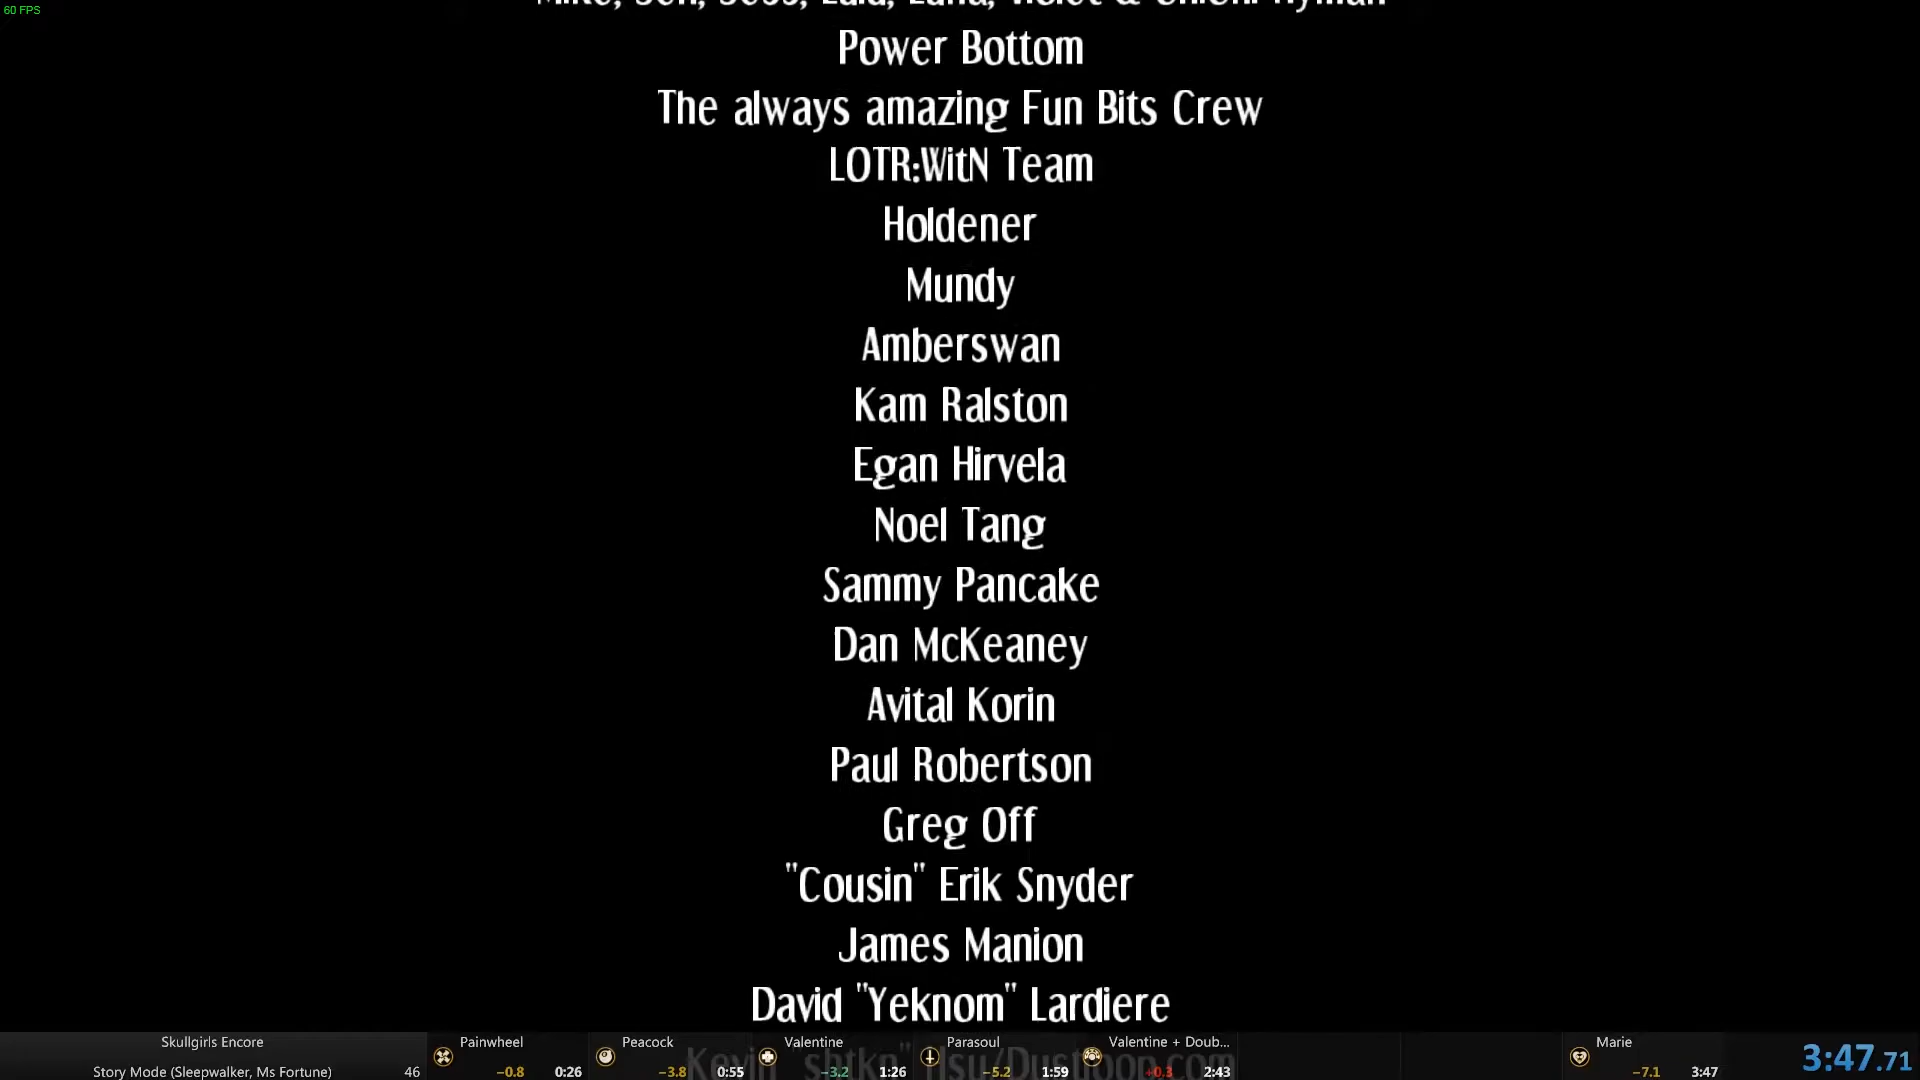 60 FPS
Power Bottom
The always amazing Fun Bits Crew
LOTR:WitN Team
Holdener
Mundy
Amberswan
Kam Ralston
Egan Hirvela
Noel Tang
Sammy Pancake
Dan McKeaney
Avital Korin
Paul Robertson
Greg Off
"Cousin" Erik Snyder
James Manion
David "Yeknom" Lardiere
Skullgirls Encore
Story Mode (Sleepwalker, Ms Fortune) 46
Painwheel
−0.8 0:26
Peacock
−3.8 0:55
Valentine
−3.2 1:26
Parasoul
−5.2 1:59
Valentine + Doub...
+0.3 2:43
Marie
−7.1 3:47
3:47.71